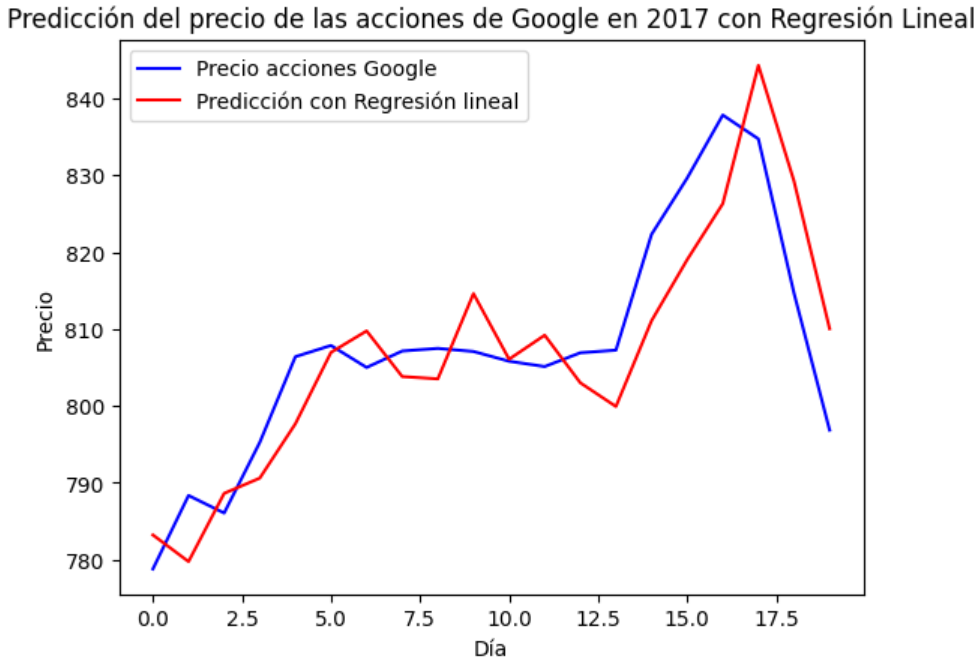 Predicción del precio de las acciones de Google en 2017 con Regresión Lineal
Precio acciones Google
Predicción con Regresión lineal
840
830
820
810
800
790
780
Precio
0.0 2.5 5.0 7.5 10.0 12.5 15.0 17.5
Día